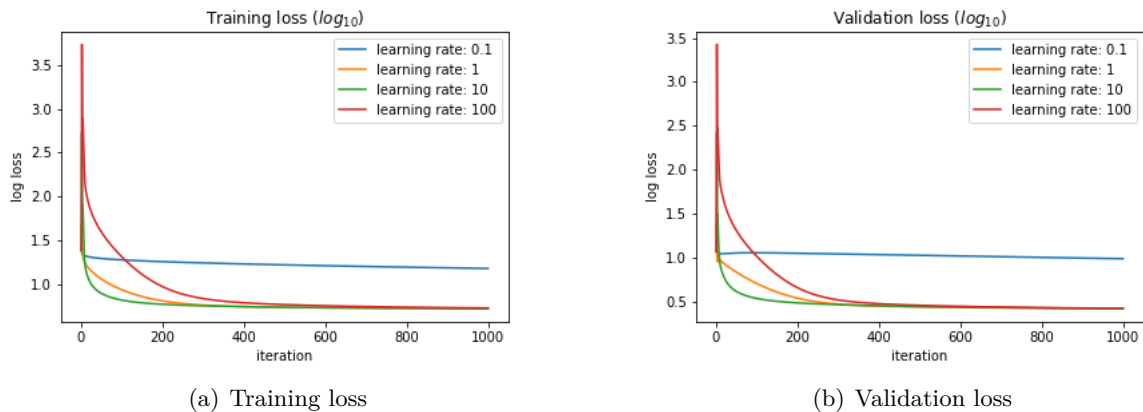 Training loss (log₁₀)
log loss
3.5
3.0
2.5
2.0
1.5
1.0
learning rate: 0.1
learning rate: 1
learning rate: 10
learning rate: 100
0 200 400 600 800 1000
iteration
(a) Training loss
Validation loss (log₁₀)
log loss
3.5
3.0
2.5
2.0
1.5
1.0
0.5
learning rate: 0.1
learning rate: 1
learning rate: 10
learning rate: 100
0 200 400 600 800 1000
iteration
(b) Validation loss